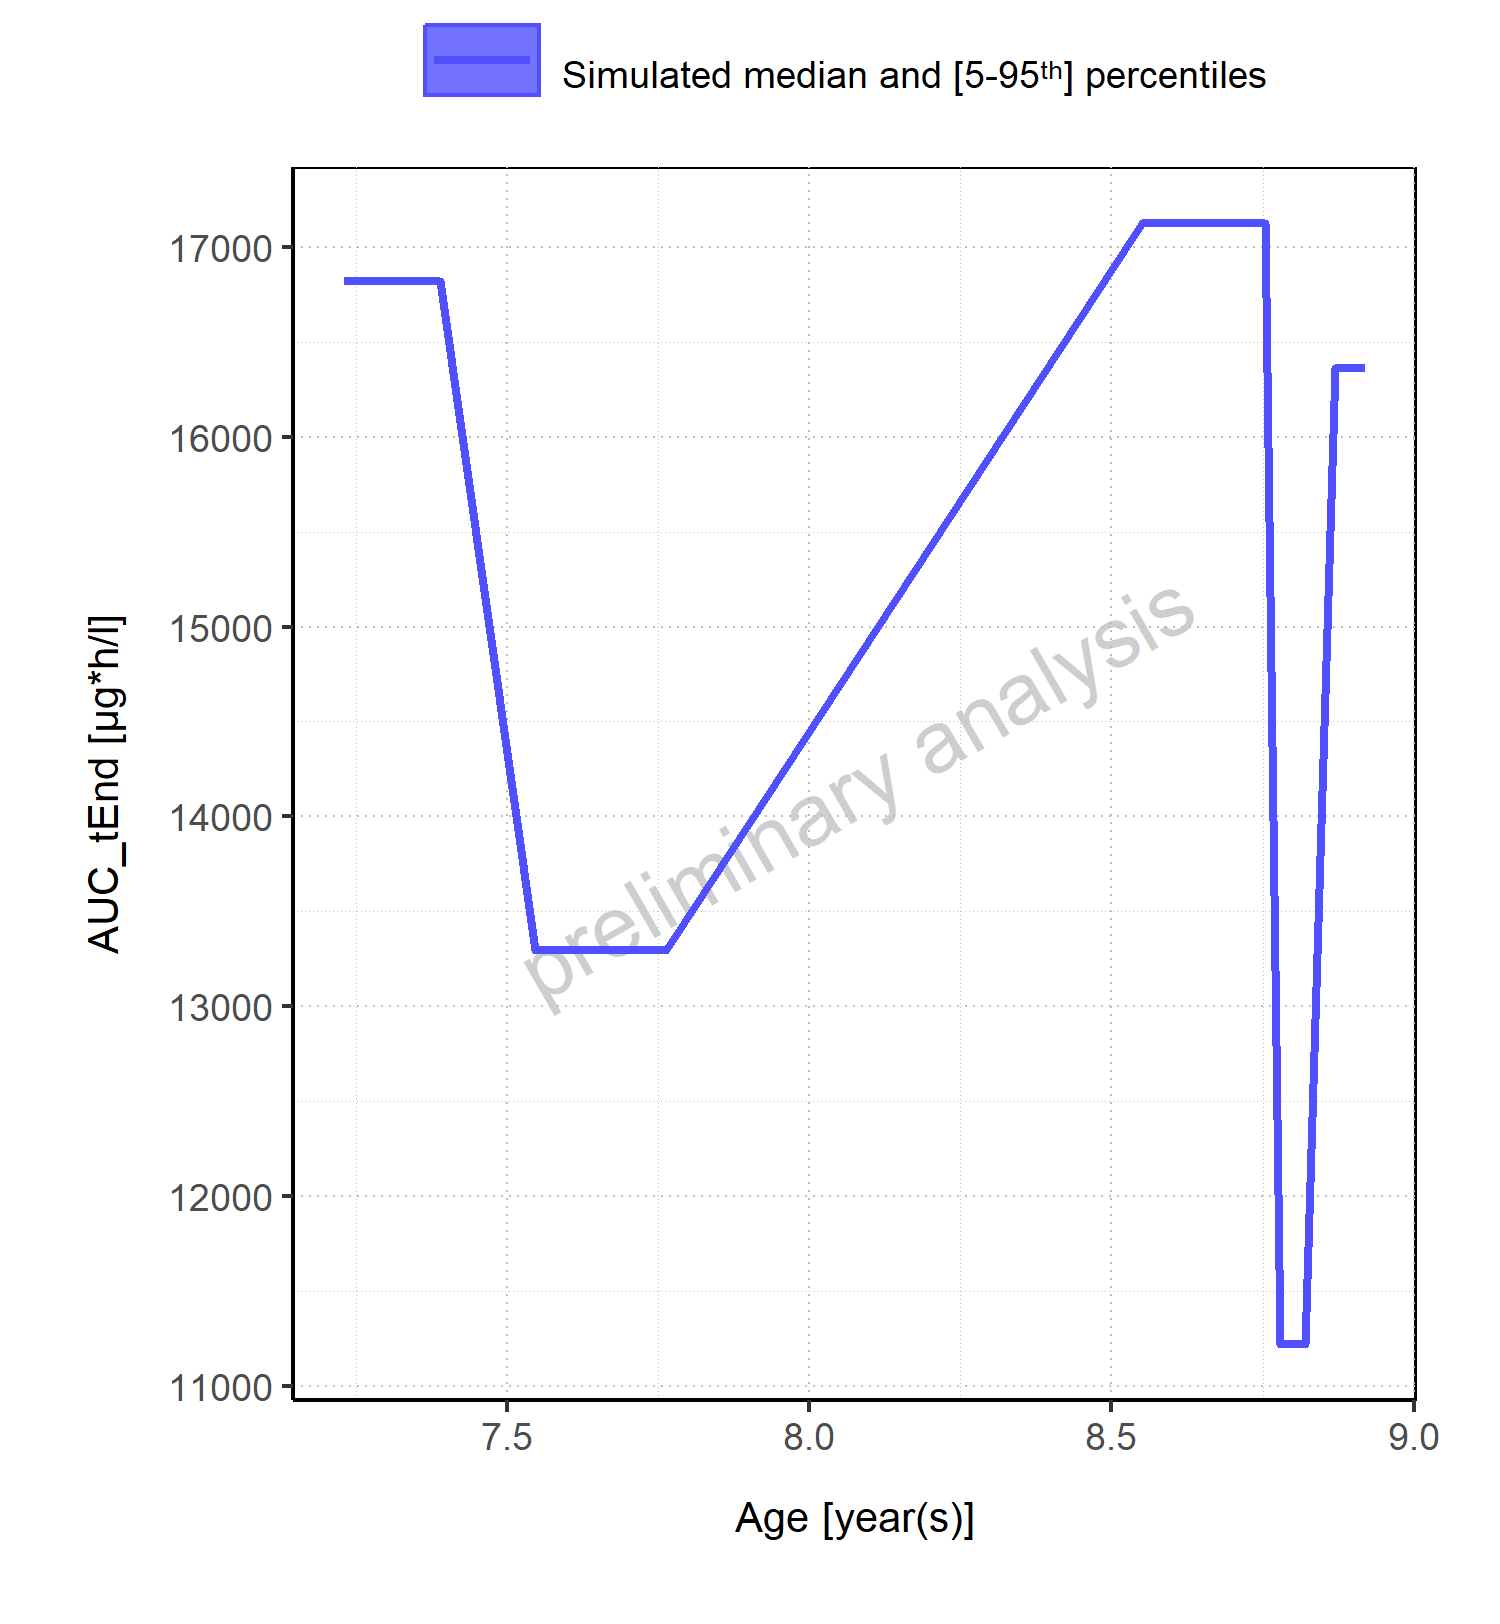 Simulated median and [5-95th] percentiles
17000
16000
15000
14000
13000
12000
11000
AUC_tEnd [µg*h/l]
preliminary analysis
7.5 8.0 8.5 9.0
Age [year(s)]